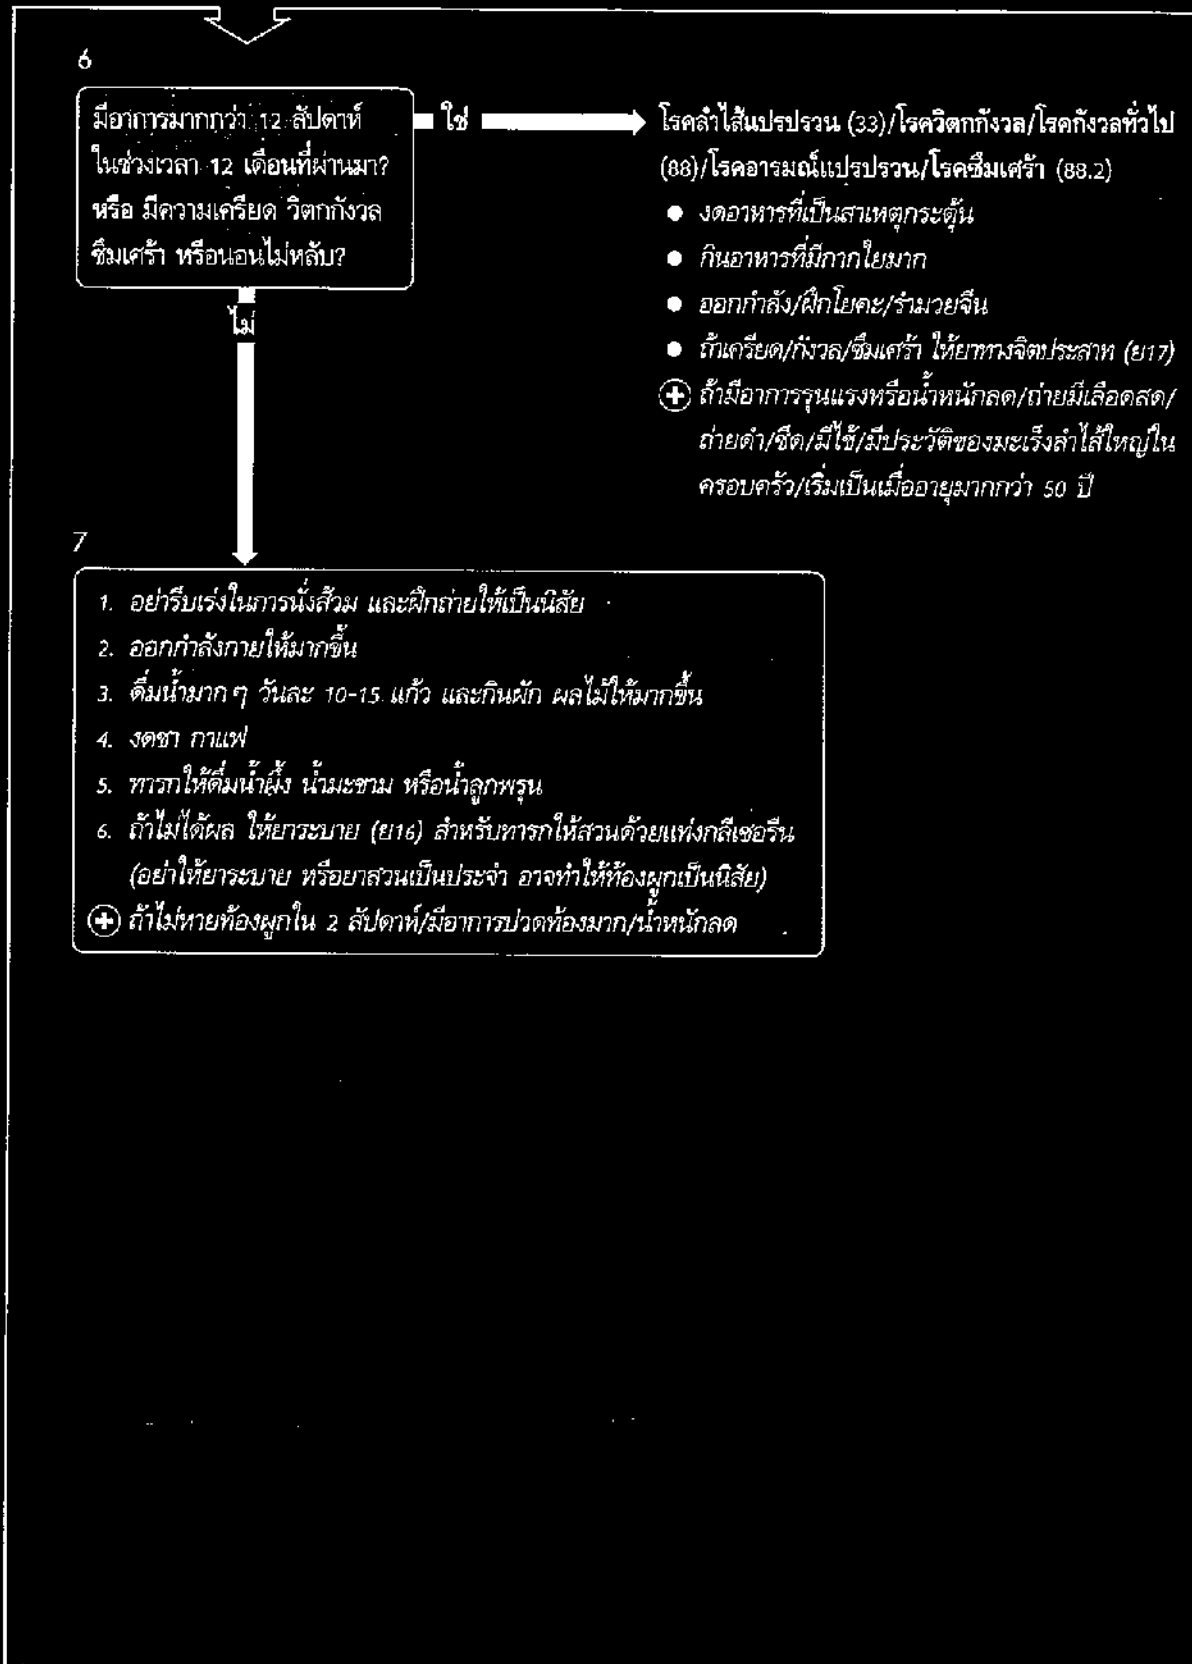 6
มีอาการมากกว่า 12 สัปดาห์
ในช่วงเวลา 12 เดือนที่ผ่านมา?
หรือ มีความเครียด วิตกกังวล
ซึมเศร้า หรือนอนไม่หลับ?
ใช่
โรคลำไส้แปรปรวน (33)/โรควิตกกังวล/โรคกังวลทั่วไป
(88)/โรคอารมณ์แปรปรวน/โรคซึมเศร้า (88.2)
● งดอาหารที่เป็นสาเหตุกระตุ้น
● กินอาหารที่มีกากใยมาก
● ออกกำลัง/ฝึกโยคะ/รำมวยจีน
● ถ้าเครียด/กังวล/ซึมเศร้า ให้ยาทางจิตประสาท (ย17)
⊕ ถ้ามีอาการรุนแรงหรือน้ำหนักลด/ถ่ายมีเลือดสด/
ถ่ายดำ/ซีด/มีไข้/มีประวัติของมะเร็งลำไส้ใหญ่ใน
ครอบครัว/เริ่มเป็นเมื่ออายุมากกว่า 50 ปี
ไม่
7
1. อย่ารีบเร่งในการนั่งส้วม และฝึกถ่ายให้เป็นนิสัย
2. ออกกำลังกายให้มากขึ้น
3. ดื่มน้ำมากๆ วันละ 10-15 แก้ว และกินผัก ผลไม้ให้มากขึ้น
4. งดชา กาแฟ
5. ทารกให้ดื่มน้ำผึ้ง น้ำมะขาม หรือน้ำลูกพรุน
6. ถ้าไม่ได้ผล ให้ยาระบาย (ย16) สำหรับทารกให้สวนด้วยแท่งกลีเซอรีน
(อย่าให้ยาระบาย หรือยาสวนเป็นประจำ อาจทำให้ท้องผูกเป็นนิสัย)
⊕ ถ้าไม่หายท้องผูกใน 2 สัปดาห์/มีอาการปวดท้องมาก/น้ำหนักลด